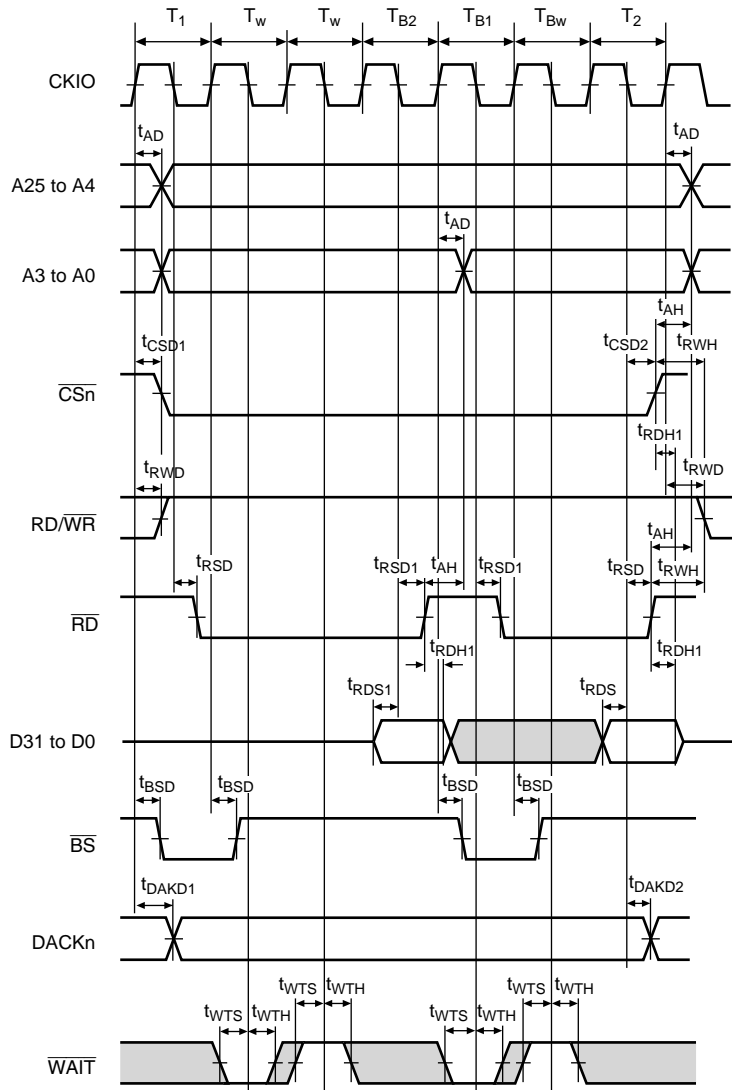 T1 Tw Tw TB2 TB1 TBw T2
CKIO
tAD tAD
A25 to A4
tAD
A3 to A0
tAH
tCSD1 tCSD2 tRWH
CSn
tRDH1
tRWD tRWD
RD/WR
tAH
tRSD tRSD1 tAH tRSD1 tRSD tRWH
RD
tRDH1 tRDH1
tRDS1 tRDS
D31 to D0
tBSD tBSD tBSD tBSD
BS
tDAKD1 tDAKD2
DACKn
tWTS tWTH tWTS tWTH tWTS tWTH tWTS tWTH
WAIT